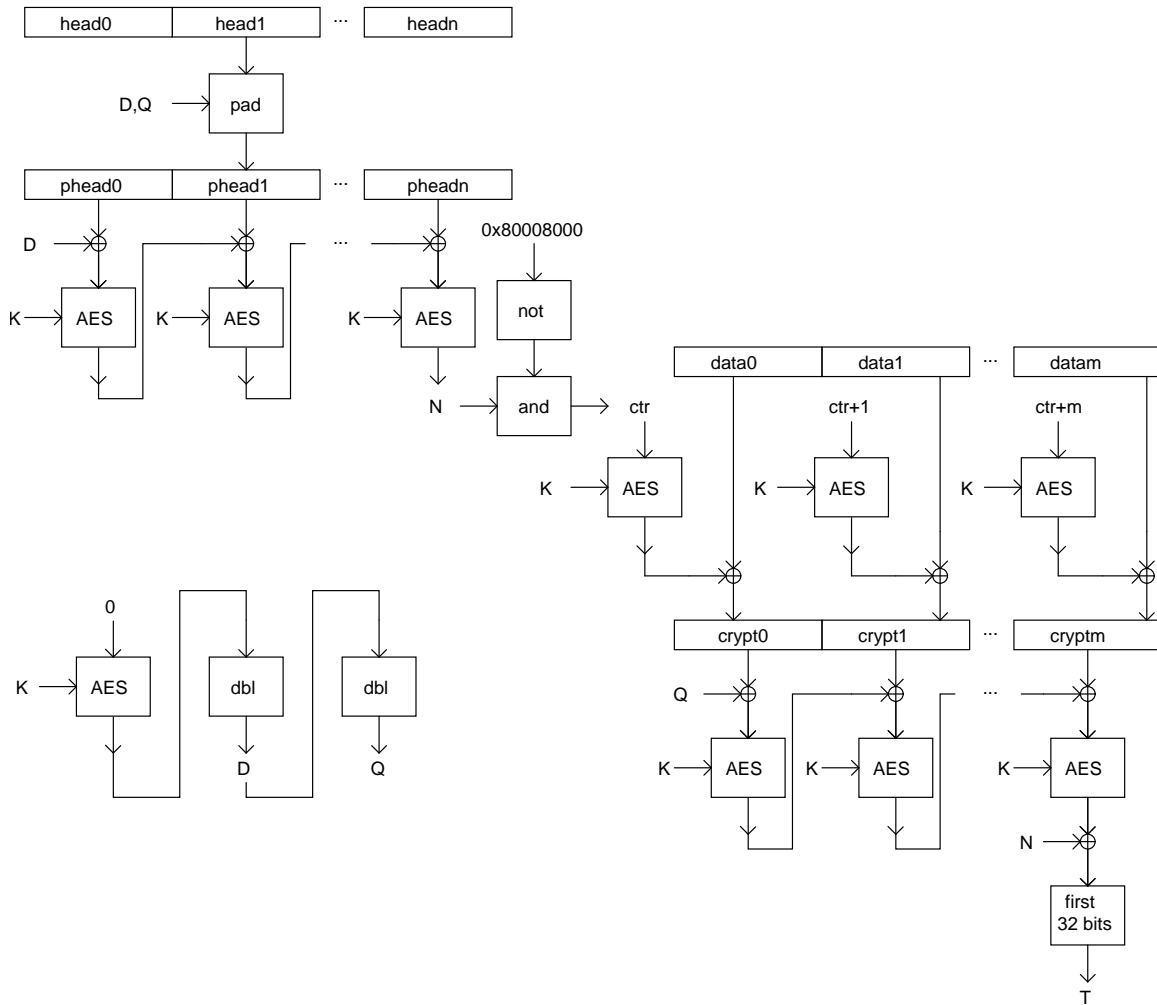 head0 head1 ... headn
D,Q pad
phead0 phead1 ... pheadn
0x80008000
D ...
K AES K AES K AES not
data0 data1 ... datam
N and ctr ctr+1 ctr+m
K AES K AES K AES
0
crypt0 crypt1 ... cryptm
K AES dbl dbl
Q ...
D Q
K AES K AES K AES
N
first
32 bits
T